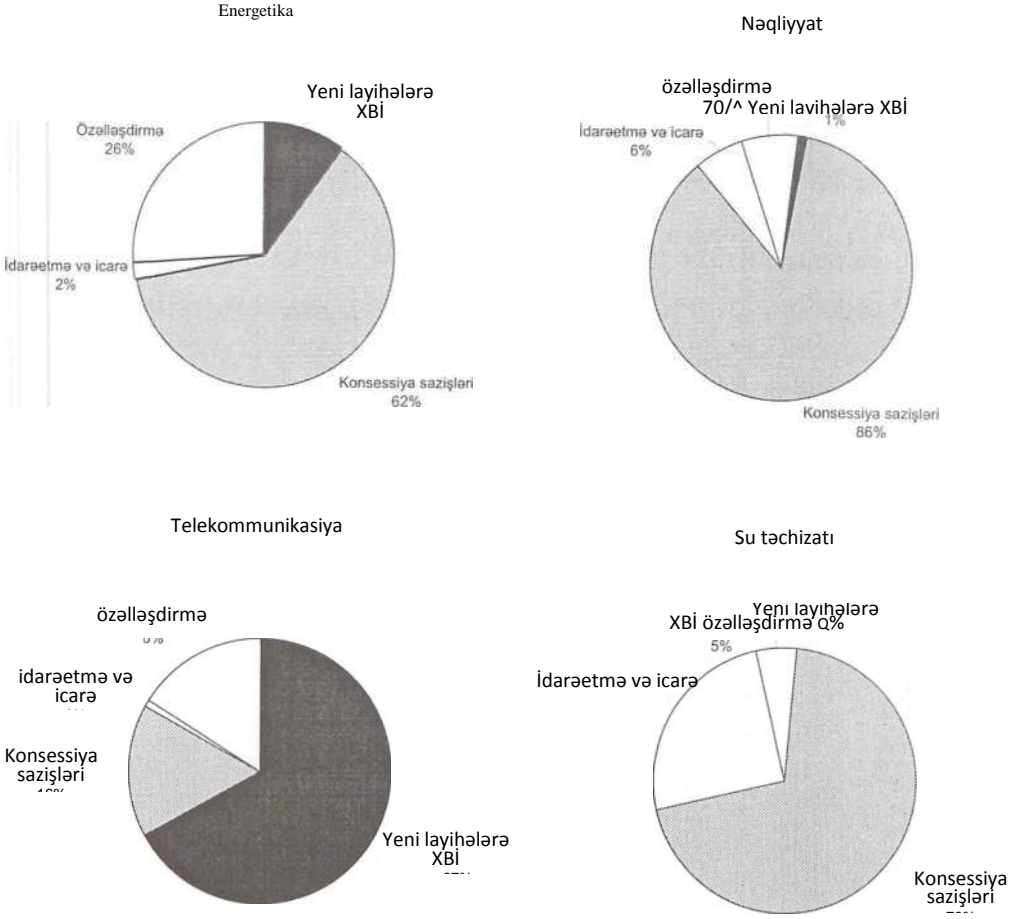 Energetika
Yeni layihələrə
XBİ
Özəlləşdirmə
26%
İdarəetmə və icarə
2%
Konsessiya sazişləri
62%
Nəqliyyat
özəlləşdirmə
70/^ Yeni lavihələrə XBİ
1%
İdarəetmə və icarə
6%
Konsessiya sazişləri
86%
Telekommunikasiya
özəlləşdirmə
idarəetmə və
icarə
Konsessiya
sazişləri
Yeni layihələrə
XBİ
Su təchizatı
Yeni layihələrə
XBİ özəlləşdirmə Q%
5%
İdarəetmə və icarə
Konsessiya
sazişləri